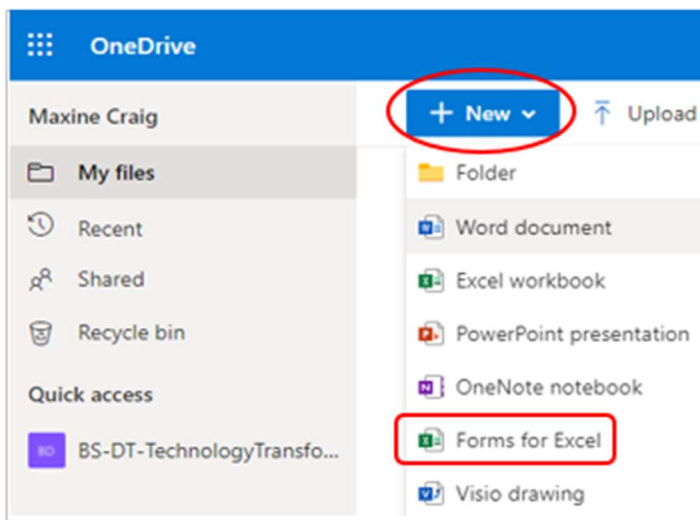 OneDrive
Maxine Craig
My files
Recent
Shared
Recycle bin
Quick access
BD
BS-DT-TechnologyTransfo...
+ New
Upload
Folder
Word document
Excel workbook
PowerPoint presentation
OneNote notebook
Forms for Excel
Visio drawing